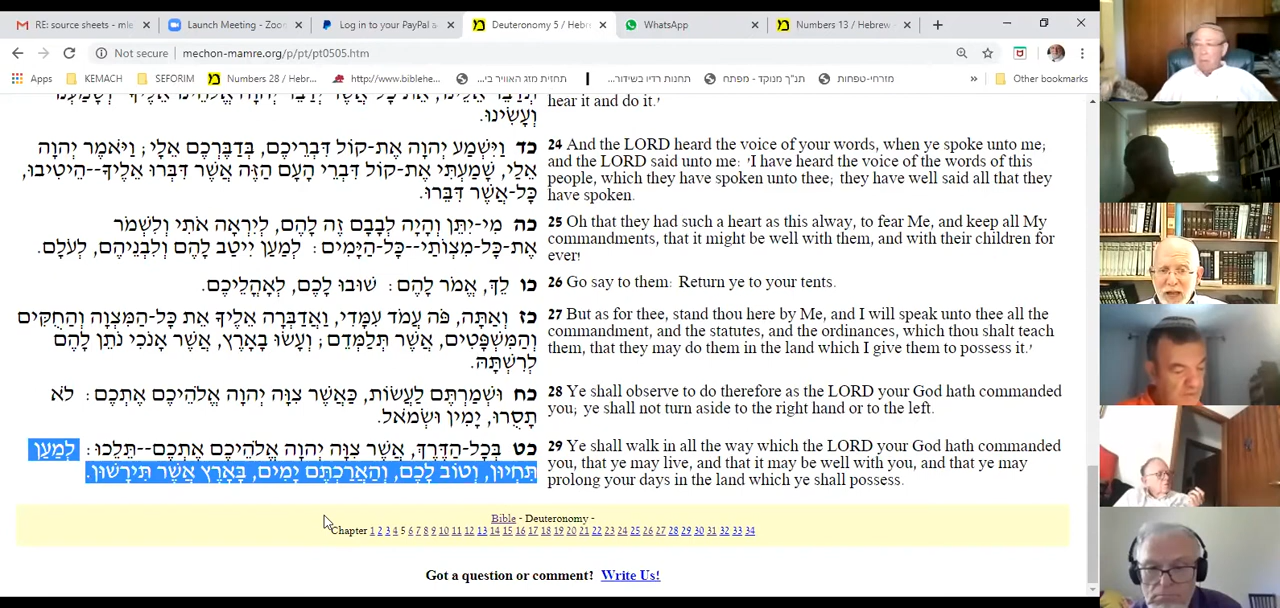 RE: source sheets - mle
Launch Meeting - Zoo
Log in to your PayPal a
Deuteronomy 5 / Hebre
WhatsApp
Numbers 13 / Hebrew
Not secure
mechon-mamre.org/p/pt/pt0505.htm
Apps
KEMACH
SEFORIM
Numbers 28 / Hebr...
http://www.biblehe...
תחזית מזג האוויר בי...
תנ"ך מנוקד - מפתח
מזרחי-טפחות
»
Other bookmarks
hear it and do it.'
וְעָשִׂינוּ.
כד וַיִּשְׁמַע יְהוָה אֶת-קוֹל דִּבְרֵיכֶם, בְּדַבֶּרְכֶם אֵלָי; וַיֹּאמֶר יְהוָה
אֵלַי, שָׁמַעְתִּי אֶת-קוֹל דִּבְרֵי הָעָם הַזֶּה אֲשֶׁר דִּבְּרוּ אֵלֶיךָ--הֵיטִיבוּ,
כָּל-אֲשֶׁר דִּבֵּרוּ.
24 And the LORD heard the voice of your words, when ye spoke unto me;
and the LORD said unto me: 'I have heard the voice of the words of this
people, which they have spoken unto thee; they have well said all that they
have spoken.
כה מִי-יִתֵּן וְהָיָה לְבָבָם זֶה לָהֶם, לְיִרְאָה אֹתִי וְלִשְׁמֹר
אֶת-כָּל-מִצְוֺתַי--כָּל-הַיָּמִים: לְמַעַן יִיטַב לָהֶם וְלִבְנֵיהֶם, לְעֹלָם.
25 Oh that they had such a heart as this alway, to fear Me, and keep all My
commandments, that it might be well with them, and with their children for
ever!
כו לֵךְ, אֱמֹר לָהֶם: שׁוּבוּ לָכֶם, לְאָהֳלֵיכֶם.
26 Go say to them: Return ye to your tents.
כז וְאַתָּה, פֹּה עֲמֹד עִמָּדִי, וַאֲדַבְּרָה אֵלֶיךָ אֵת כָּל-הַמִּצְוָה וְהַחֻקִּים
וְהַמִּשְׁפָּטִים, אֲשֶׁר תְּלַמְּדֵם; וְעָשׂוּ בָאָרֶץ, אֲשֶׁר אָנֹכִי נֹתֵן לָהֶם
לְרִשְׁתָּהּ.
27 But as for thee, stand thou here by Me, and I will speak unto thee all the
commandment, and the statutes, and the ordinances, which thou shalt teach
them, that they may do them in the land which I give them to possess it.'
כח וּשְׁמַרְתֶּם לַעֲשׂוֹת, כַּאֲשֶׁר צִוָּה יְהוָה אֱלֹהֵיכֶם אֶתְכֶם: לֹא
תָסֻרוּ, יָמִין וּשְׂמֹאל.
28 Ye shall observe to do therefore as the LORD your God hath commanded
you; ye shall not turn aside to the right hand or to the left.
כט בְּכָל-הַדֶּרֶךְ, אֲשֶׁר צִוָּה יְהוָה אֱלֹהֵיכֶם אֶתְכֶם--תֵּלֵכוּ: לְמַעַן
תִּחְיוּן, וְטוֹב לָכֶם, וְהַאֲרַכְתֶּם יָמִים, בָּאָרֶץ אֲשֶׁר תִּירָשׁוּן.
29 Ye shall walk in all the way which the LORD your God hath commanded
you, that ye may live, and that it may be well with you, and that ye may
prolong your days in the land which ye shall possess.
Bible - Deuteronomy -
Chapter 1 2 3 4 5 6 7 8 9 10 11 12 13 14 15 16 17 18 19 20 21 22 23 24 25 26 27 28 29 30 31 32 33 34
Got a question or comment? Write Us!